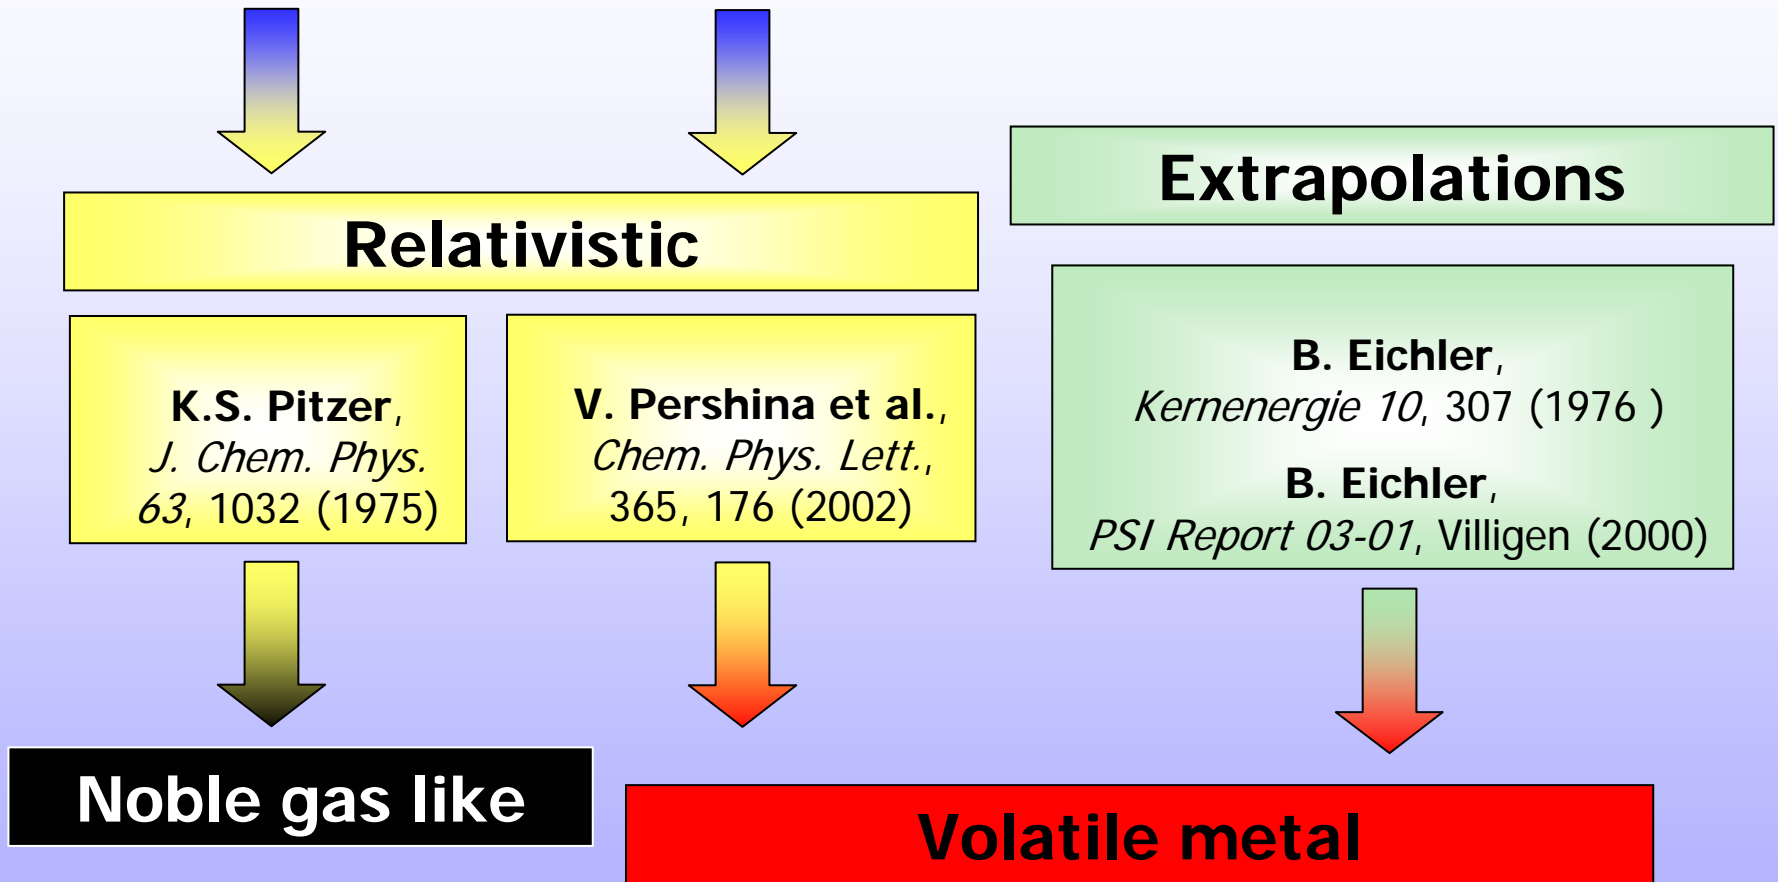 Relativistic
K.S. Pitzer,
J. Chem. Phys.
63, 1032 (1975)
V. Pershina et al.,
Chem. Phys. Lett.,
365, 176 (2002)
Extrapolations
B. Eichler,
Kernenergie 10, 307 (1976 )
B. Eichler,
PSI Report 03-01, Villigen (2000)
Noble gas like
Volatile metal